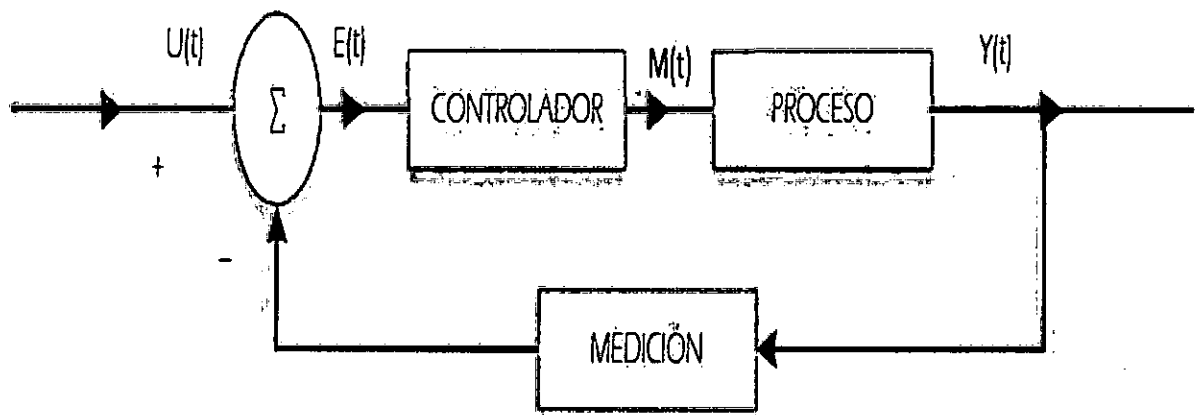 U(t)
E(t)
M(t)
Y(t)
Σ
CONTROLADOR
PROCESO
+
-
MEDICIÓN